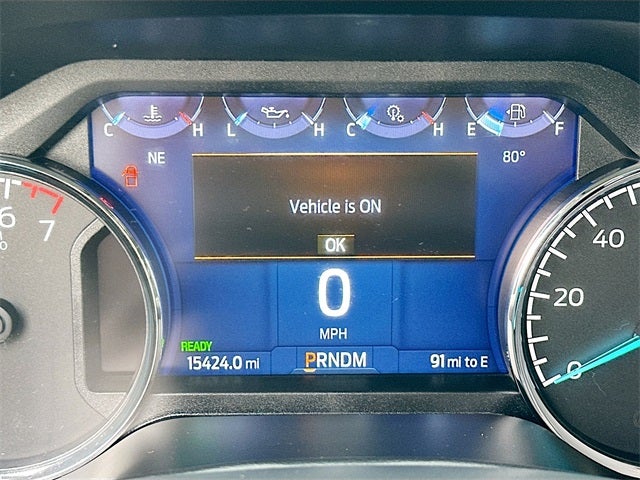 C H L H C H E F
NE 80°
Vehicle is ON
OK
6 7
40
20
0
0
MPH
READY
15424.0 mi PRNDM 91 mi to E